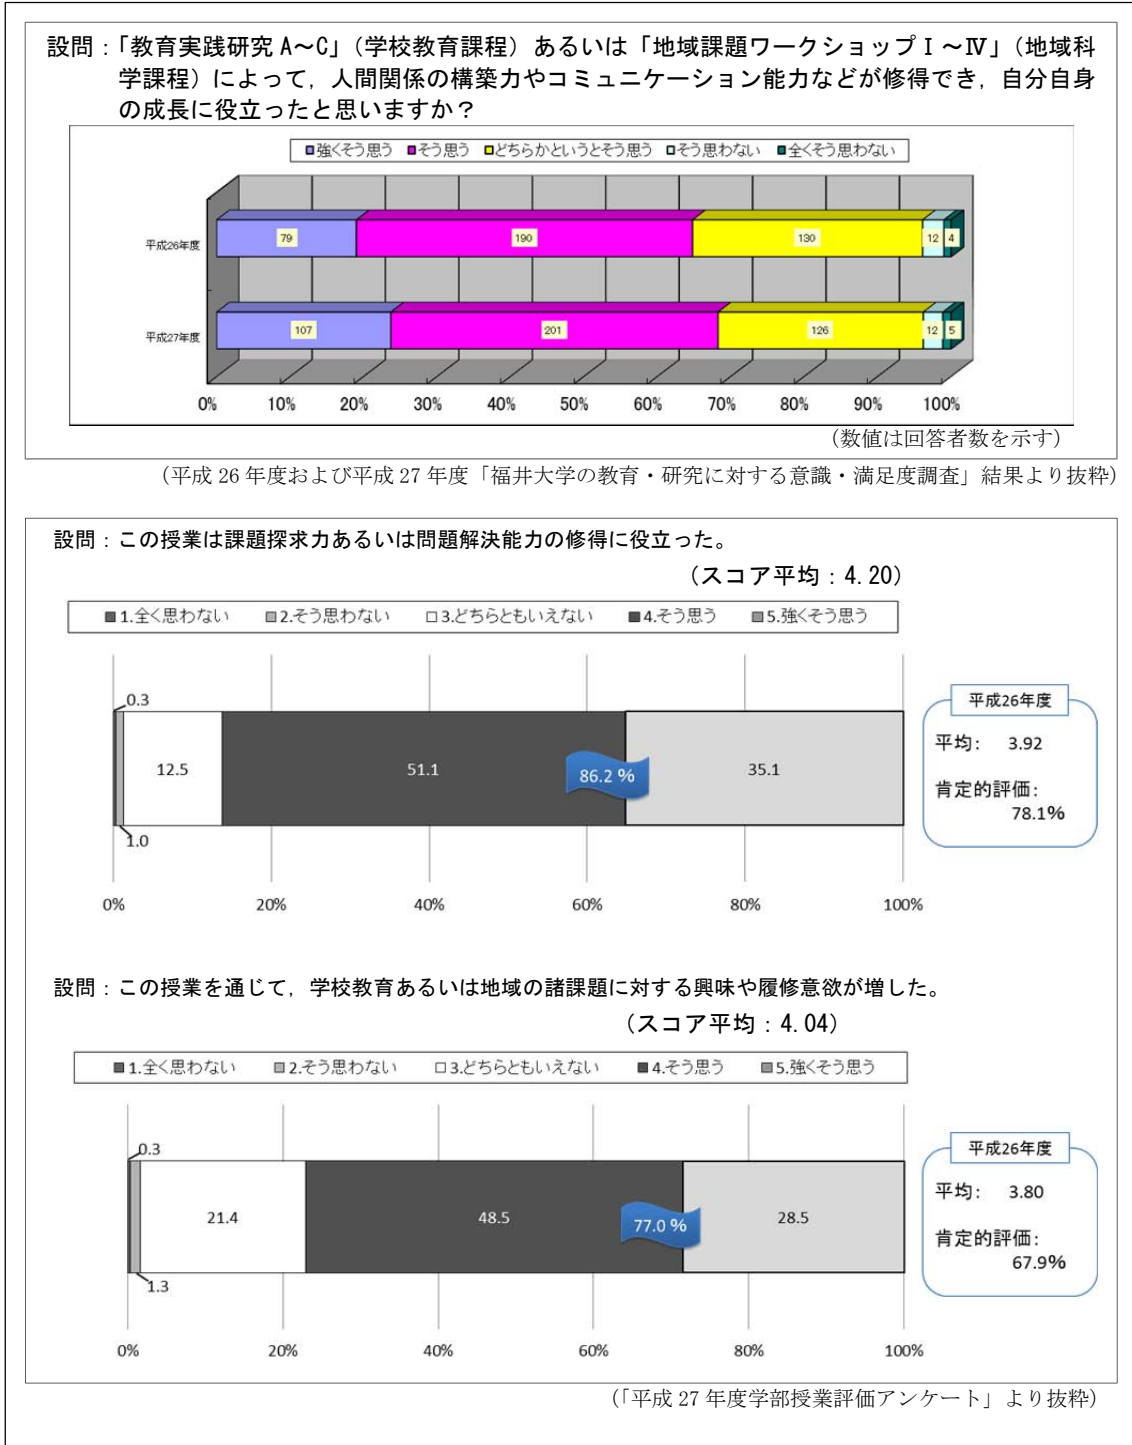 設問：「教育実践研究 A～C」（学校教育課程）あるいは「地域課題ワークショップⅠ～Ⅳ」（地域科
学課程）によって，人間関係の構築力やコミュニケーション能力などが修得でき，自分自身
の成長に役立ったと思いますか？
■強くそう思う ■そう思う □どちらかというとそう思う □そう思わない ■全くそう思わない
平成26年度 79 190 130 12 4
平成27年度 107 201 126 12 5
0% 10% 20% 30% 40% 50% 60% 70% 80% 90% 100%
（数値は回答者数を示す）
（平成 26 年度および平成 27 年度「福井大学の教育・研究に対する意識・満足度調査」結果より抜粋）
設問：この授業は課題探求力あるいは問題解決能力の修得に役立った。
（スコア平均：4.20）
■1.全く思わない ■2.そう思わない □3.どちらともいえない ■4.そう思う ■5.強くそう思う
0.3
12.5 51.1 86.2 % 35.1
1.0
0% 20% 40% 60% 80% 100%
平成26年度
平均： 3.92
肯定的評価：
78.1%
設問：この授業を通じて，学校教育あるいは地域の諸課題に対する興味や履修意欲が増した。
（スコア平均：4.04）
■1.全く思わない ■2.そう思わない □3.どちらともいえない ■4.そう思う ■5.強くそう思う
0.3
21.4 48.5 77.0 % 28.5
1.3
0% 20% 40% 60% 80% 100%
平成26年度
平均： 3.80
肯定的評価：
67.9%
（「平成 27 年度学部授業評価アンケート」より抜粋）